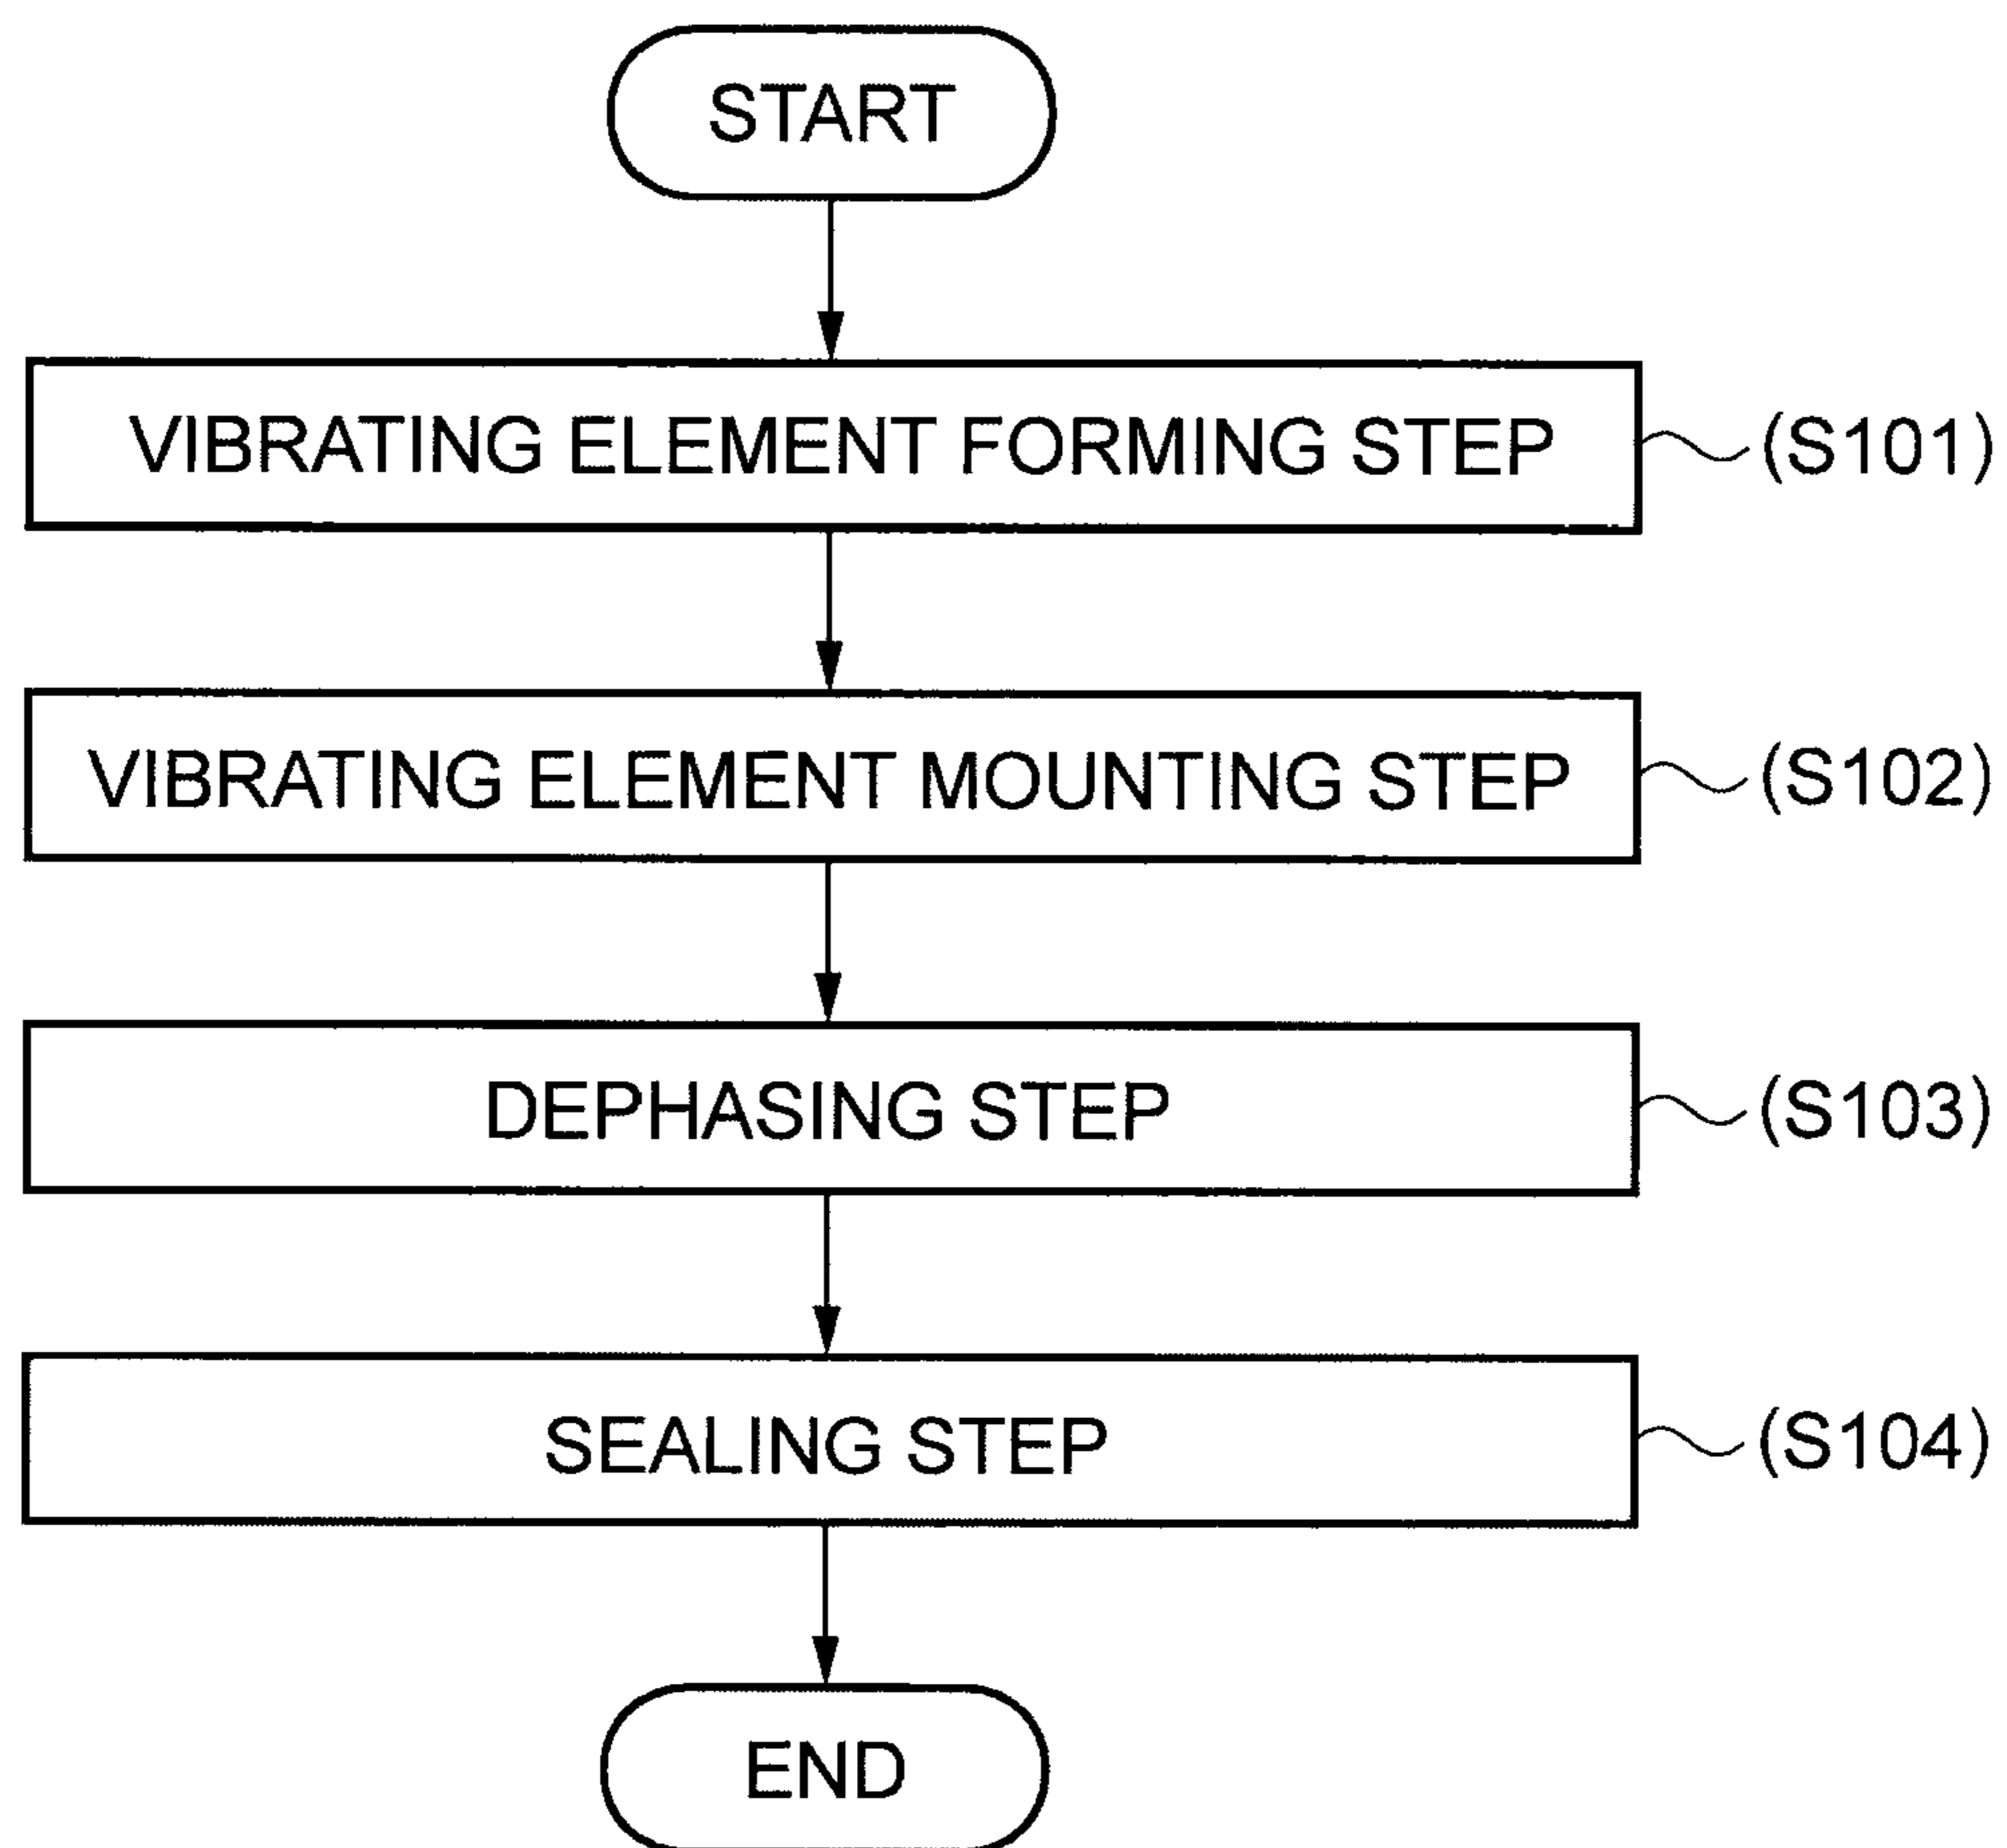 START
VIBRATING ELEMENT FORMING STEP (S101)
VIBRATING ELEMENT MOUNTING STEP (S102)
DEPHASING STEP (S103)
SEALING STEP (S104)
END